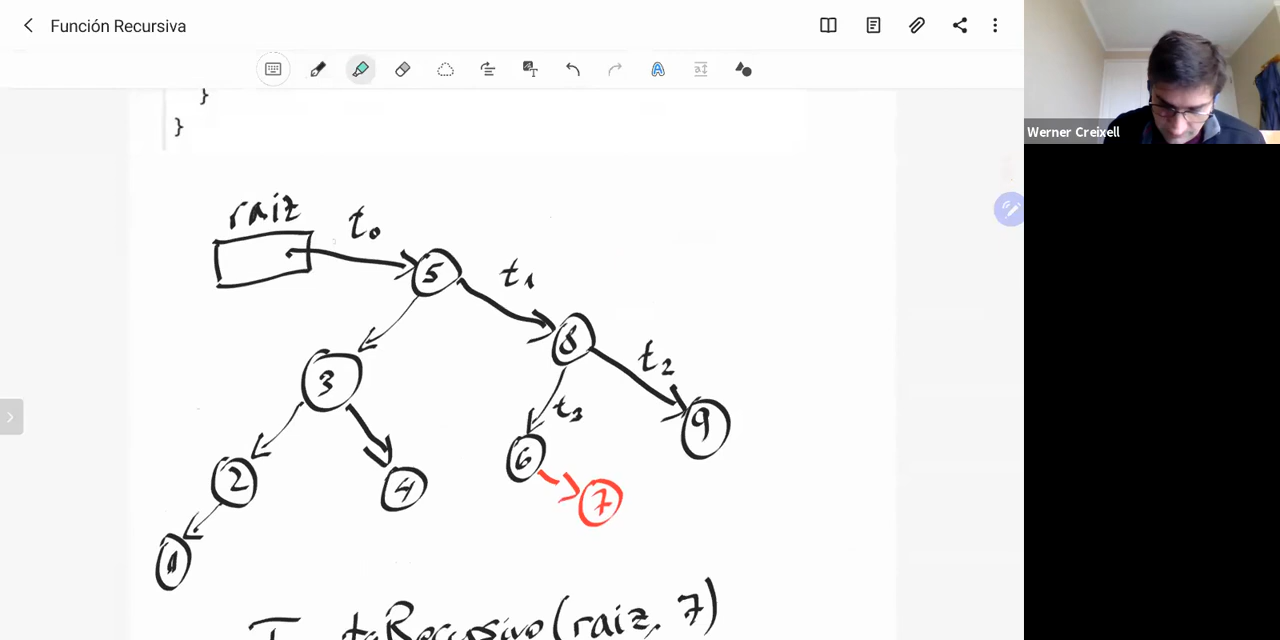 Función Recursiva
}
}
Werner Creixell
raiz
t₀
5
t₁
8
t₂
3
t₃
9
6
2
4
7
1
Recursivo(raiz, 7)